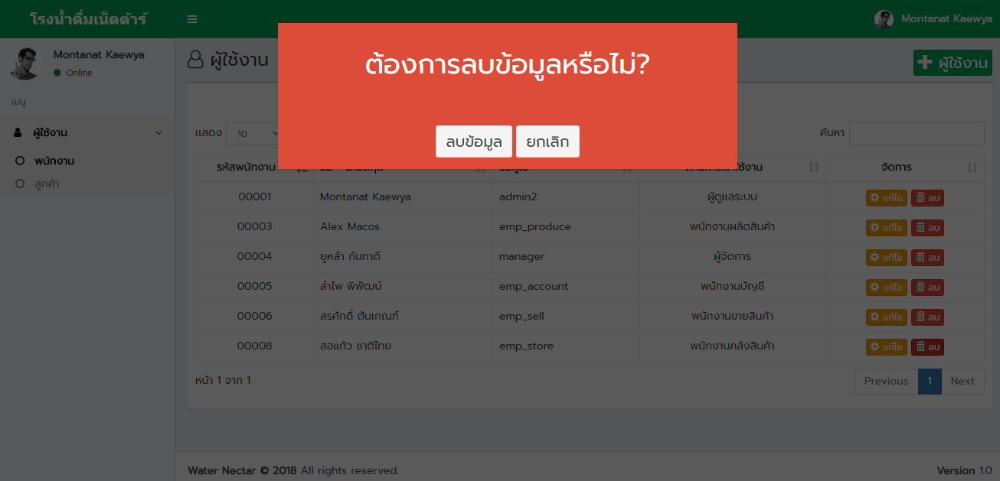 โรงน้ำดื่มเน็ตต้าร์
Montanat Kaewya
Montanat Kaewya
Online
เมนู
ผู้ใช้งาน
พนักงาน
ลูกค้า
ผู้ใช้งาน
ผู้ใช้งาน
ต้องการลบข้อมูลหรือไม่?
ลบข้อมูล ยกเลิก
แสดง 10
ค้นหา
รหัสพนักงาน จัดการ
00001 Montanat Kaewya admin2 ผู้ดูแลระบบ แก้ไข ลบ
00003 Alex Macos emp_produce พนักงานผลิตสินค้า แก้ไข ลบ
00004 ยูหล้า กันทาดี manager ผู้จัดการ แก้ไข ลบ
00005 ลำไพ พิพัฒน์ emp_account พนักงานบัญชี แก้ไข ลบ
00006 สรศักดิ์ ต้นเกณฑ์ emp_sell พนักงานขายสินค้า แก้ไข ลบ
00008 สอแก้ว ชาติไทย emp_store พนักงานคลังสินค้า แก้ไข ลบ
หน้า 1 จาก 1
Previous 1 Next
Water Nectar © 2018 All rights reserved.
Version 1.0